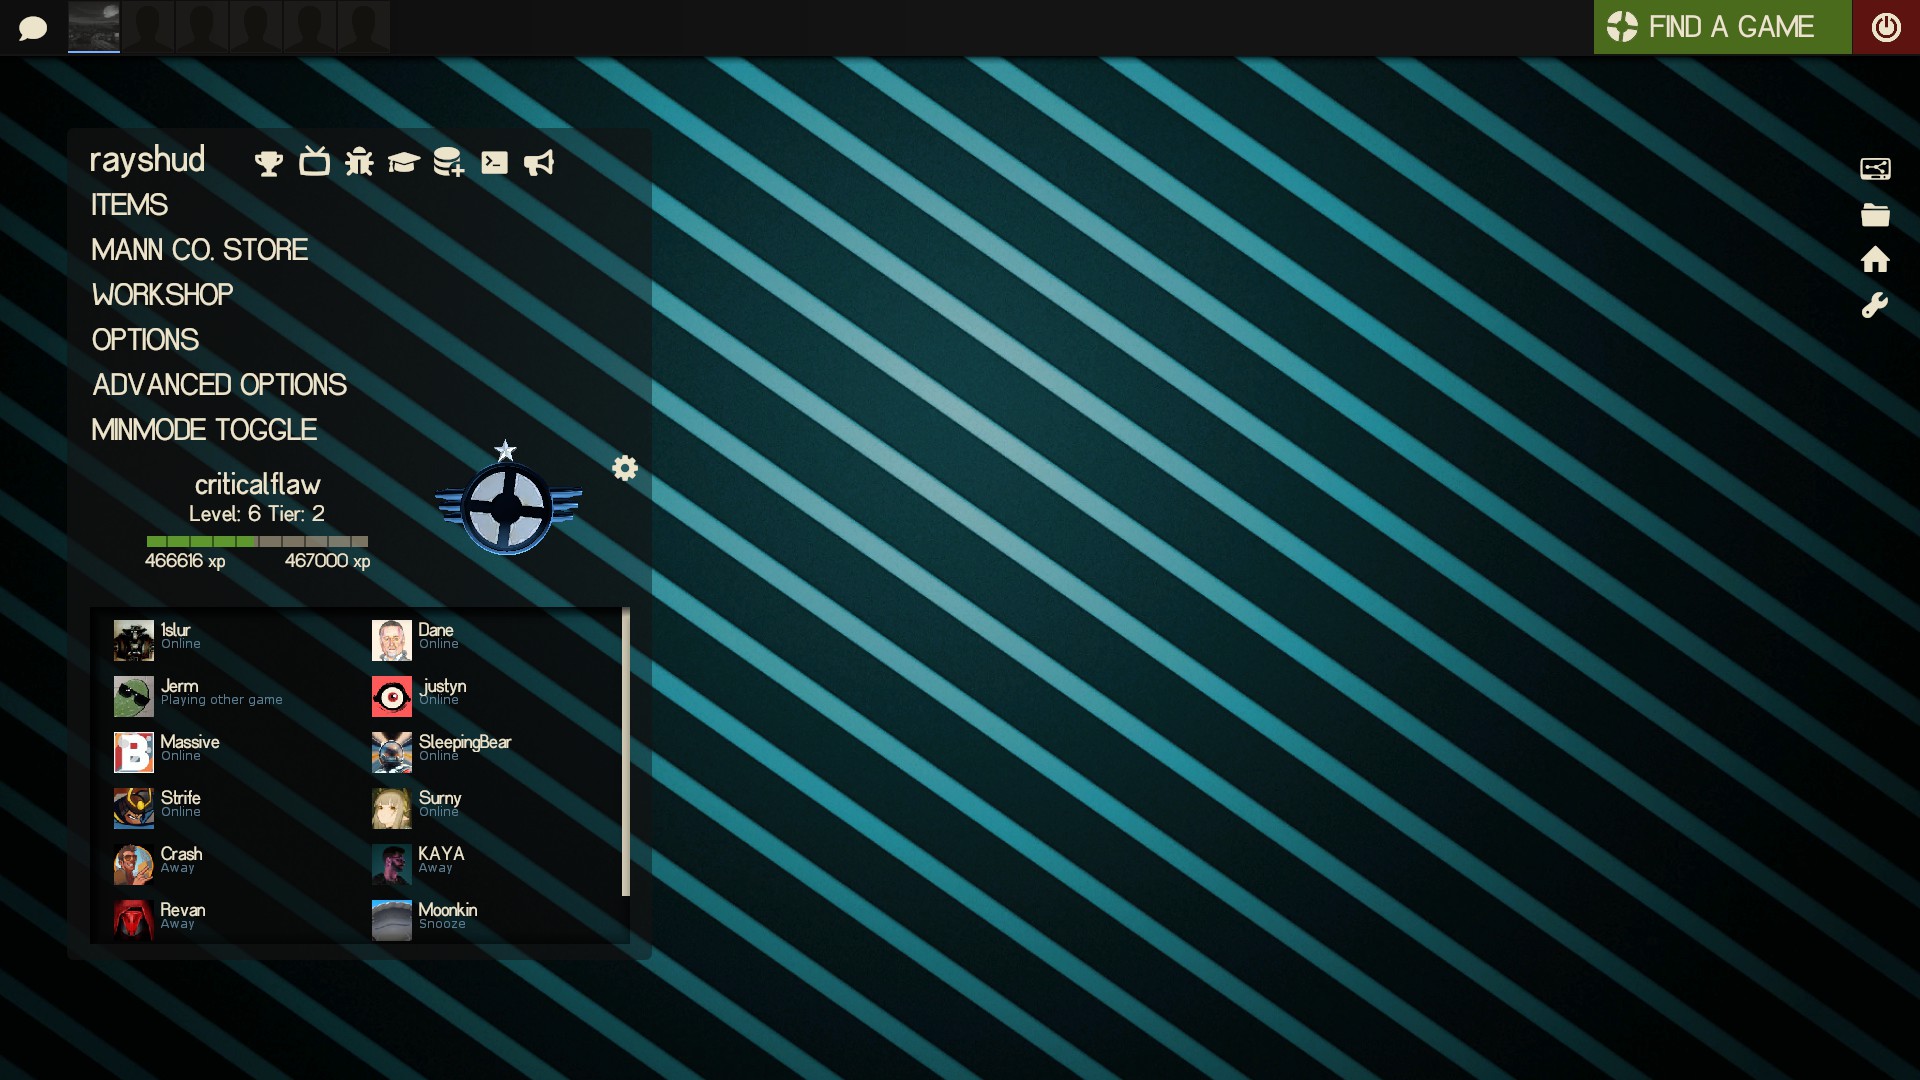 FIND A GAME
rayshud
ITEMS
MANN CO. STORE
WORKSHOP
OPTIONS
ADVANCED OPTIONS
MINMODE TOGGLE
criticalflaw
Level: 6 Tier: 2
466616 xp 467000 xp
1slur
Online
Dane
Online
Jerm
Playing other game
justyn
Online
Massive
Online
SleepingBear
Online
Strife
Online
Surny
Online
Crash
Away
KAYA
Away
Revan
Away
Moonkin
Snooze